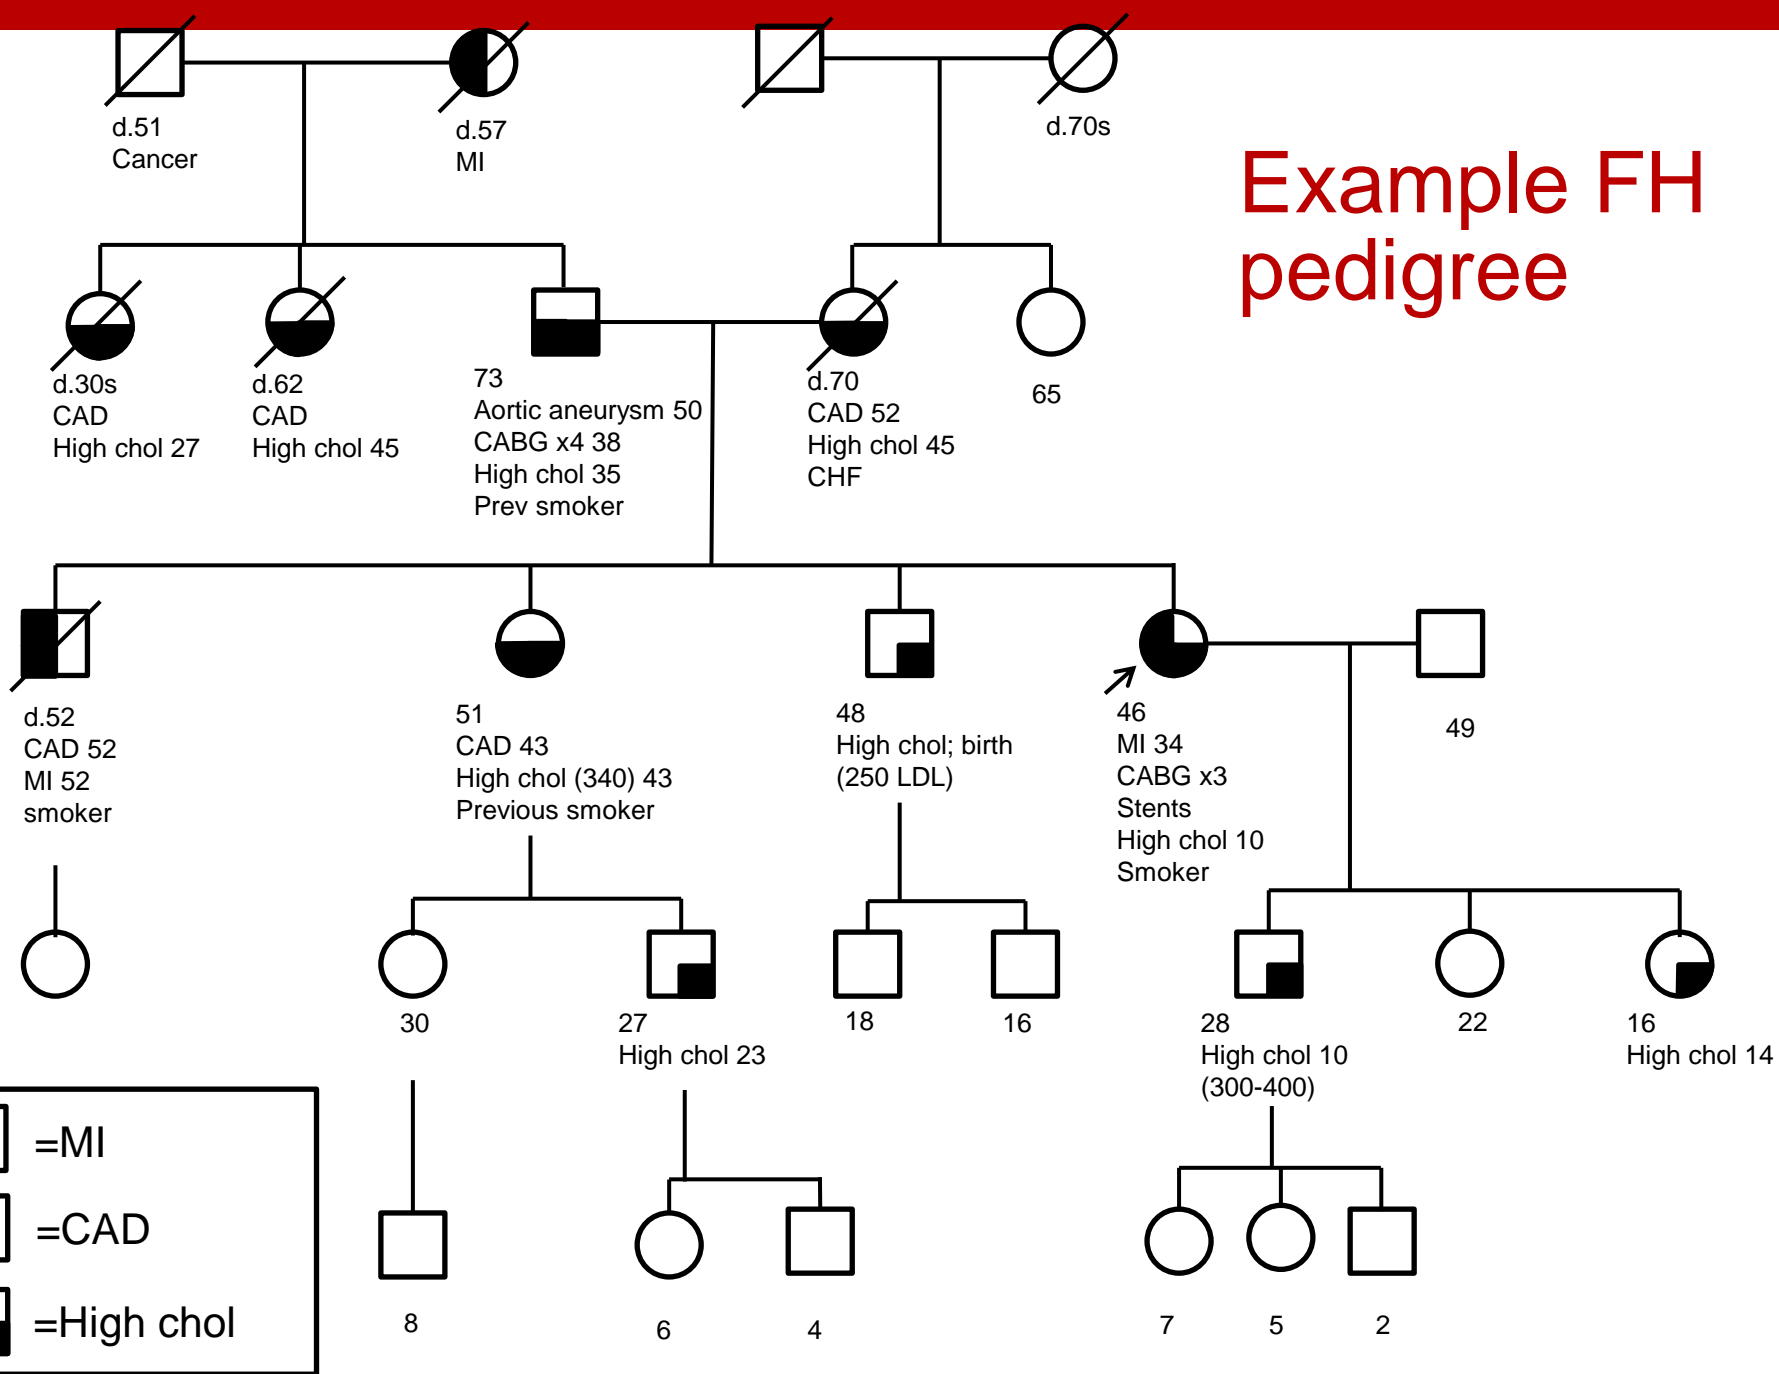 d.51
Cancer
d.57
MI
d.70s
Example FH
pedigree
d.30s
CAD
High chol 27
d.62
CAD
High chol 45
73
Aortic aneurysm 50
CABG x4 38
High chol 35
Prev smoker
d.70
CAD 52
High chol 45
CHF
65
d.52
CAD 52
MI 52
smoker
51
CAD 43
High chol (340) 43
Previous smoker
48
High chol; birth
(250 LDL)
46
MI 34
CABG x3
Stents
High chol 10
Smoker
49
30
27
High chol 23
18
16
28
High chol 10
(300-400)
22
16
High chol 14
=MI
=CAD
=High chol
8
6
4
7
5
2